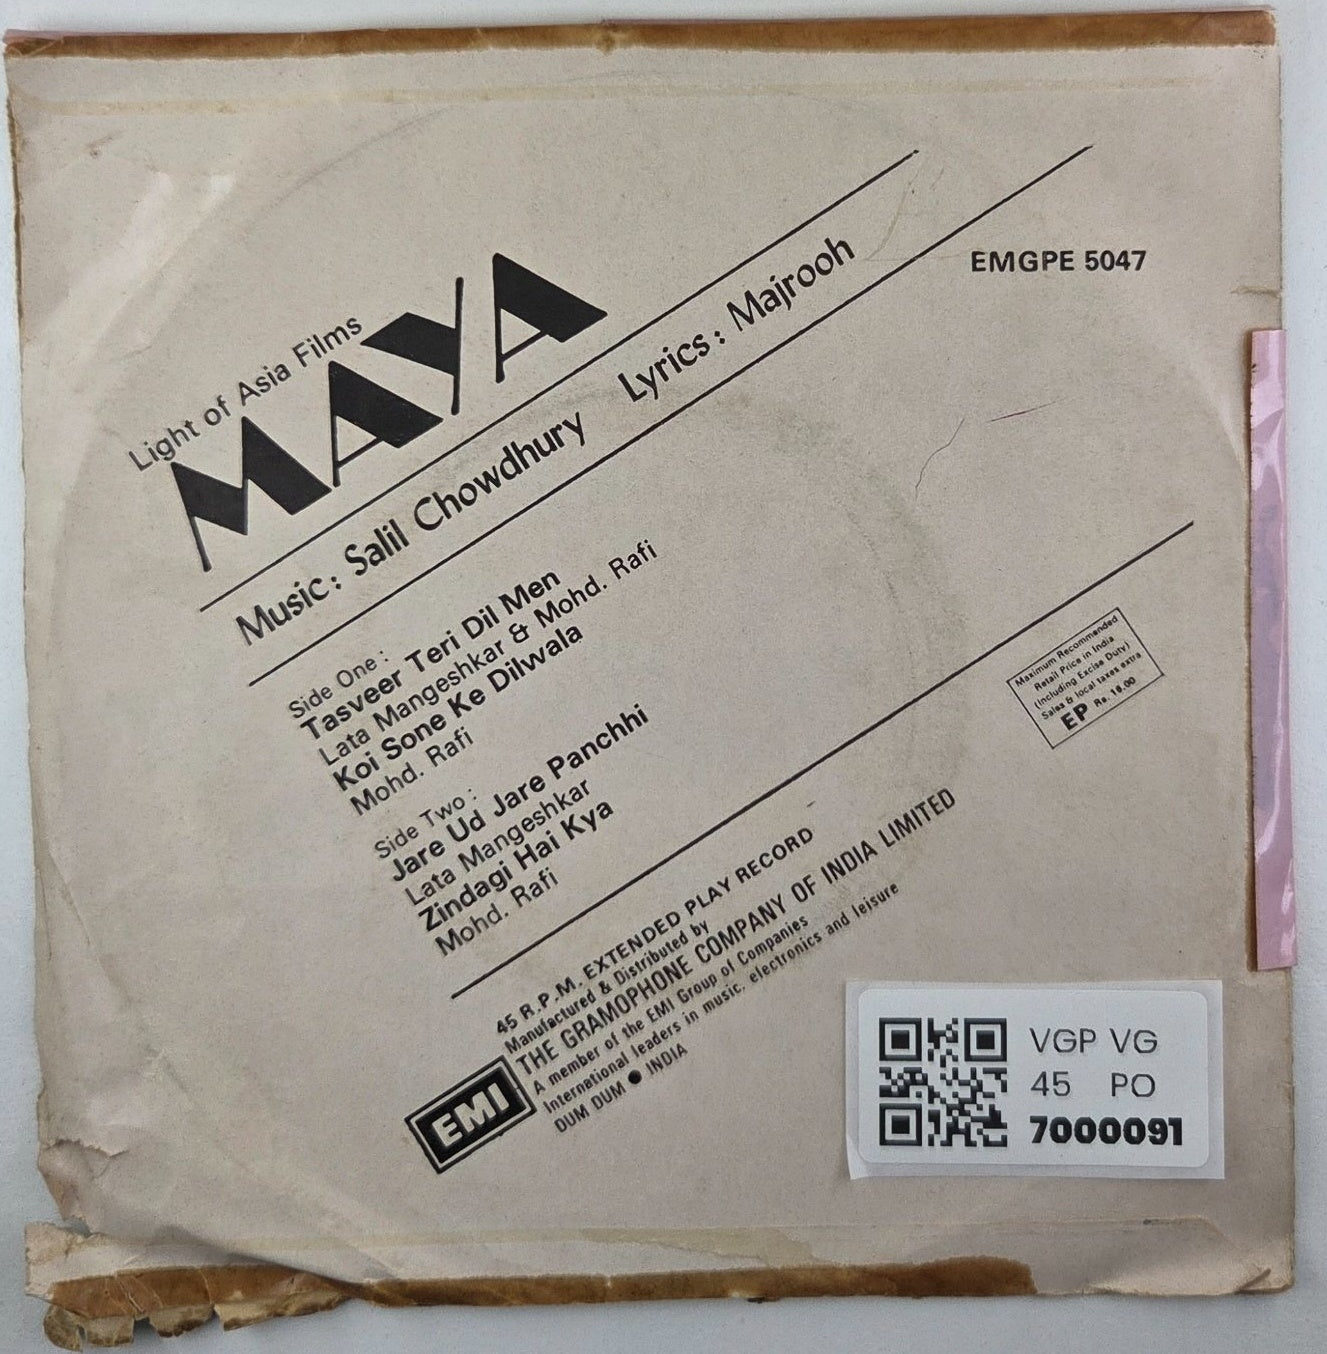 Light of Asia Films
MAYA
Music: Salil Chowdhury Lyrics: Majrooh
EMGPE 5047
Side One:
Tasveer Teri Dil Men
Lata Mangeshkar & Mohd. Rafi
Koi Sone Ke Dilwala
Mohd. Rafi
Side Two:
Jare Ud Jare Panchhi
Lata Mangeshkar
Zindagi Hai Kya
Mohd. Rafi
Maximum Recommended
Retail Price in India
(Including Excise Duty)
Sales & local taxes extra
EP Rs. 18.00
45 R.P.M. EXTENDED PLAY RECORD
Manufactured & Distributed by
THE GRAMOPHONE COMPANY OF INDIA LIMITED
A member of the EMI Group of Companies
International leaders in music, electronics and leisure
DUM DUM ● INDIA
EMI
VGP VG
45 PO
7000091